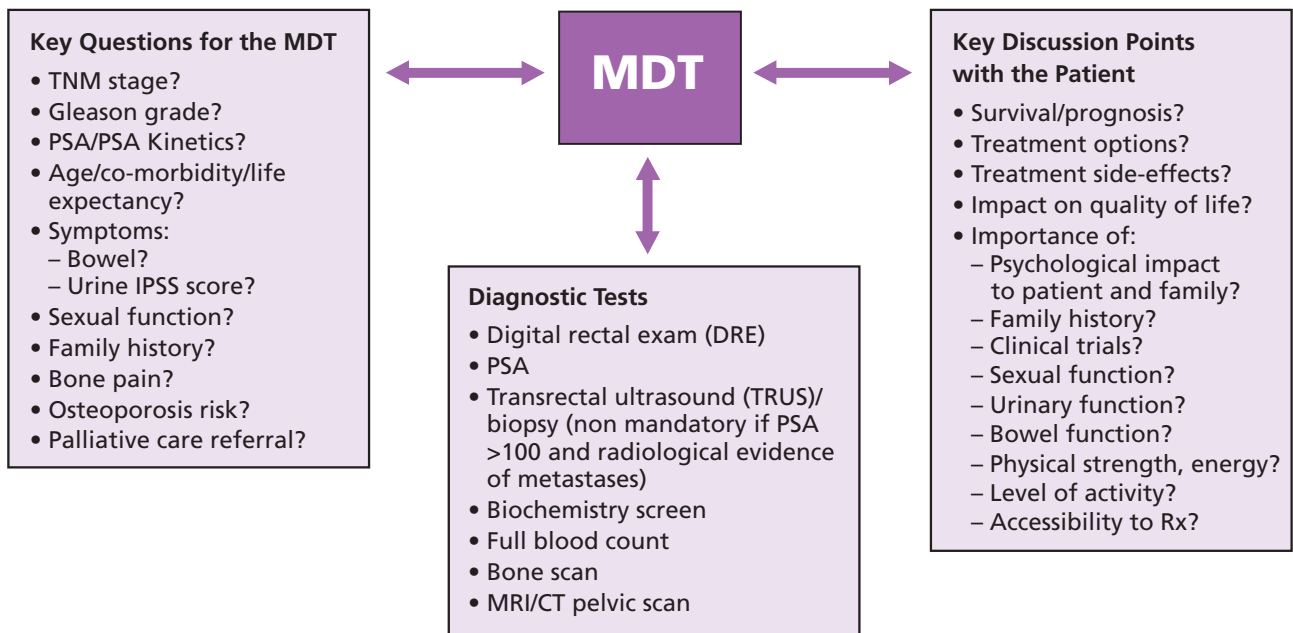 Key Questions for the MDT
• TNM stage?
• Gleason grade?
• PSA/PSA Kinetics?
• Age/co-morbidity/life
expectancy?
• Symptoms:
– Bowel?
– Urine IPSS score?
• Sexual function?
• Family history?
• Bone pain?
• Osteoporosis risk?
• Palliative care referral?
MDT
Diagnostic Tests
• Digital rectal exam (DRE)
• PSA
• Transrectal ultrasound (TRUS)/
biopsy (non mandatory if PSA
>100 and radiological evidence
of metastases)
• Biochemistry screen
• Full blood count
• Bone scan
• MRI/CT pelvic scan
Key Discussion Points
with the Patient
• Survival/prognosis?
• Treatment options?
• Treatment side-effects?
• Impact on quality of life?
• Importance of:
– Psychological impact
to patient and family?
– Family history?
– Clinical trials?
– Sexual function?
– Urinary function?
– Bowel function?
– Physical strength, energy?
– Level of activity?
– Accessibility to Rx?